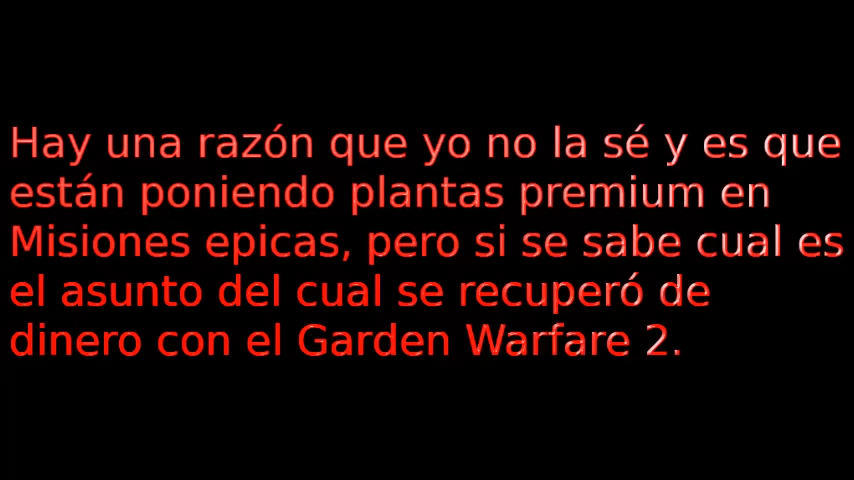 Hay una razón que yo no la sé y es que
están poniendo plantas premium en
Misiones epicas, pero si se sabe cual es
el asunto del cual se recuperó de
dinero con el Garden Warfare 2.